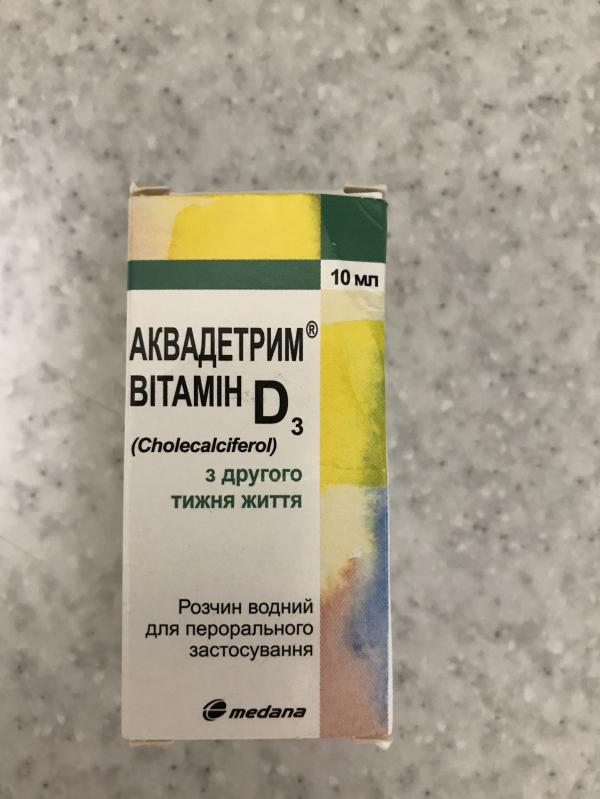 10 мл
АКВАДЕТРИМ®
ВІТАМІН D3
(Cholecalciferol)
з другого
тижня життя
Розчин водний
для перорального
застосування
medana